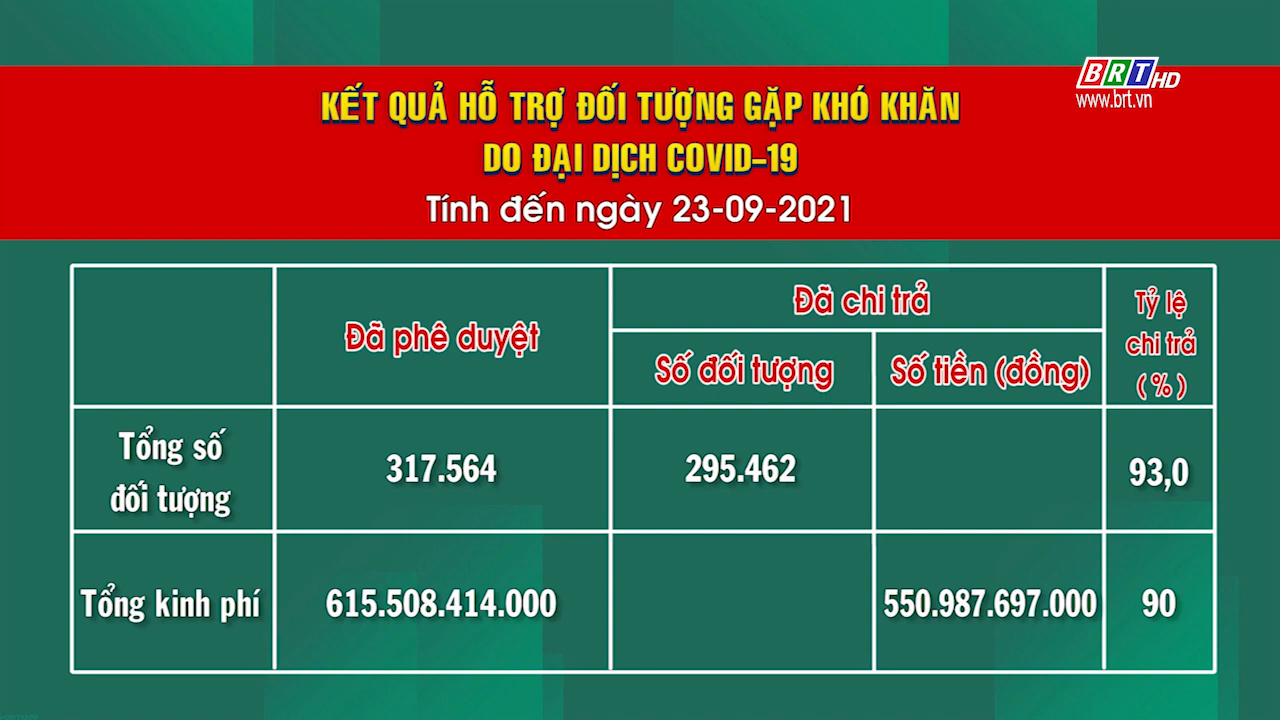 BRT HD
www.brt.vn
KẾT QUẢ HỖ TRỢ ĐỐI TƯỢNG GẶP KHÓ KHĂN
DO ĐẠI DỊCH COVID-19
Tính đến ngày 23-09-2021
Đã phê duyệt
Đã chi trả
Số đối tượng
Số tiền (đồng)
Tỷ lệ
chi trả
(%)
Tổng số
đối tượng
317.564
295.462
93,0
Tổng kinh phí
615.508.414.000
550.987.697.000
90